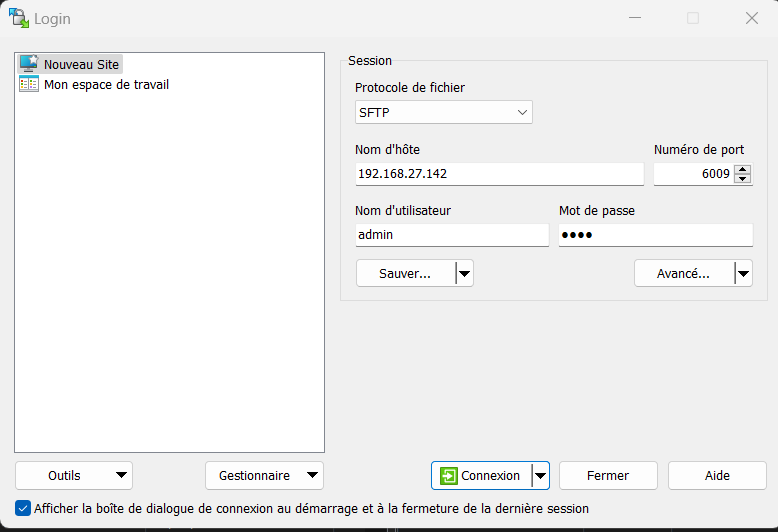 Login
Nouveau Site
Mon espace de travail
Session
Protocole de fichier
SFTP
Nom d'hôte
Numéro de port
192.168.27.142
6009
Nom d'utilisateur
Mot de passe
admin
●●●●
Sauver...
Avancé...
Outils
Gestionnaire
Connexion
Fermer
Aide
Afficher la boîte de dialogue de connexion au démarrage et à la fermeture de la dernière session